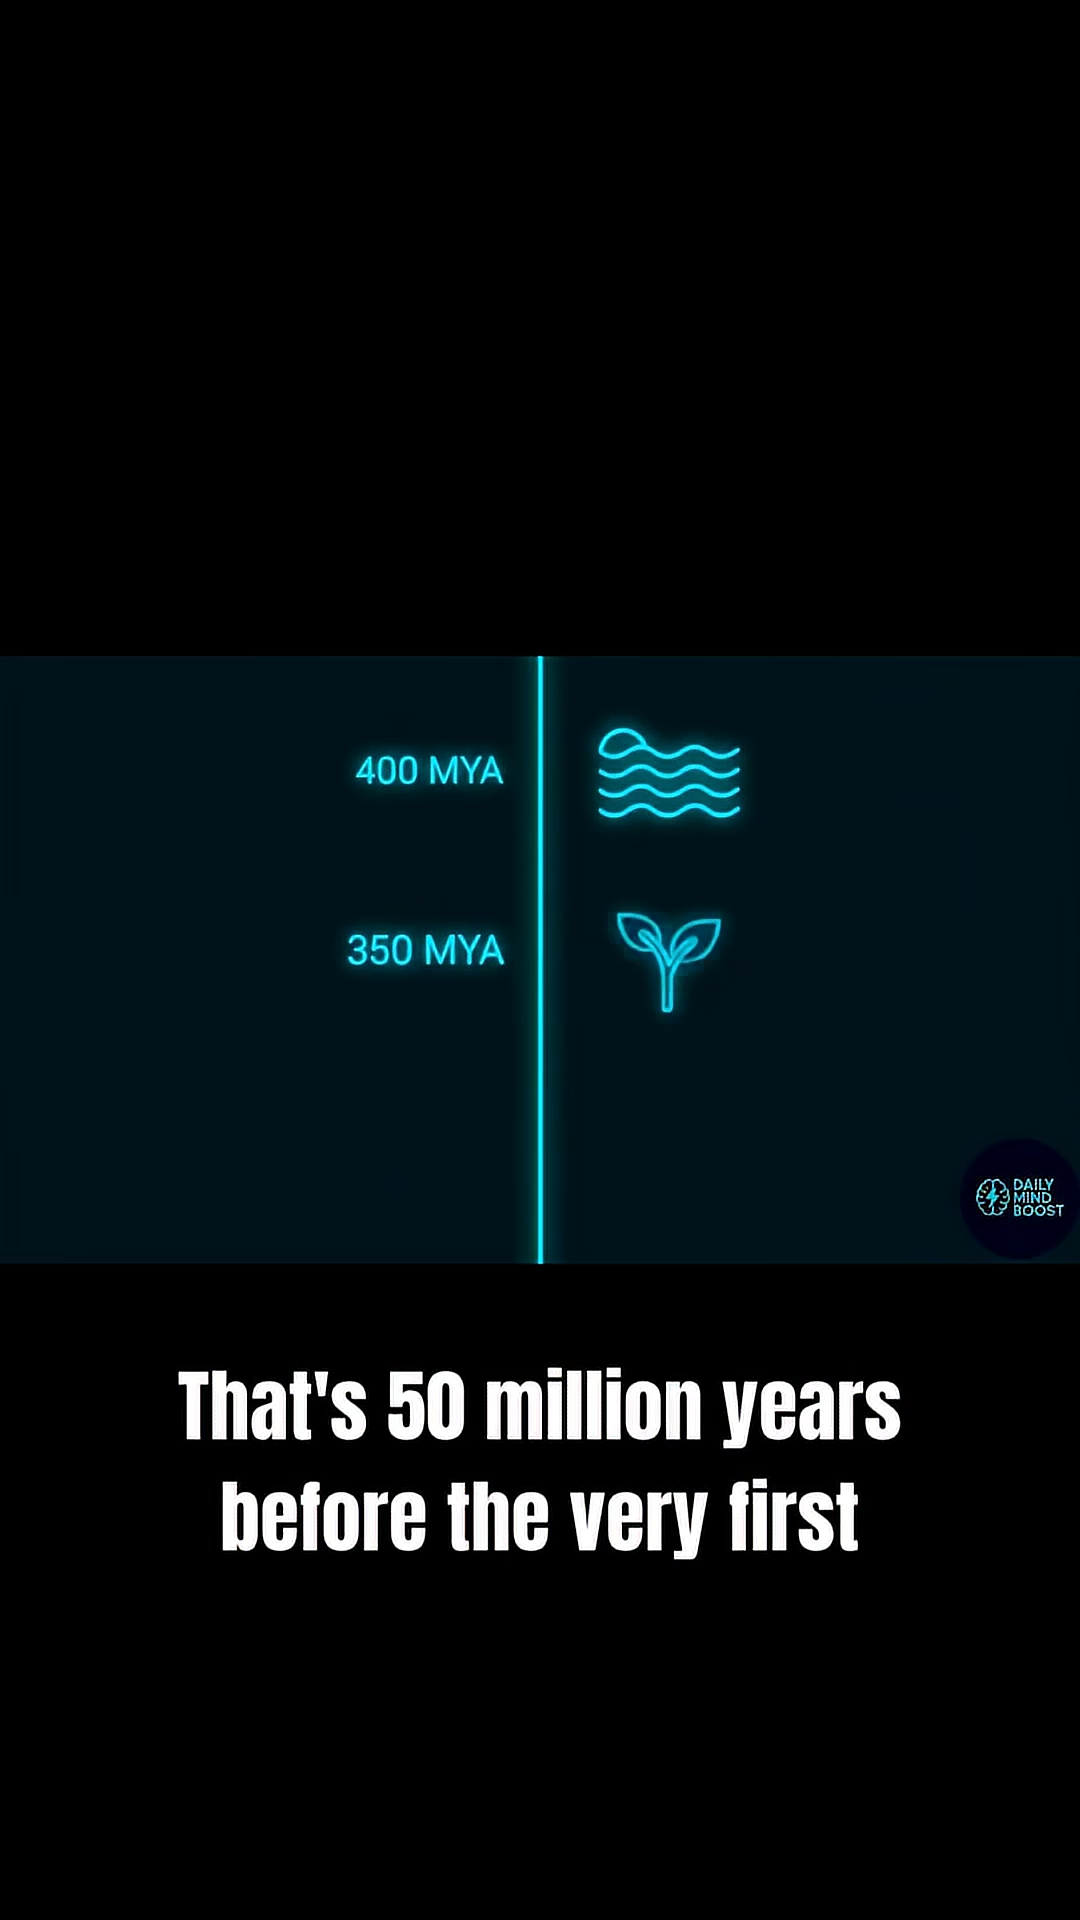 400 MYA
350 MYA
DAILY
MIND
BOOST
That's 50 million years
before the very first